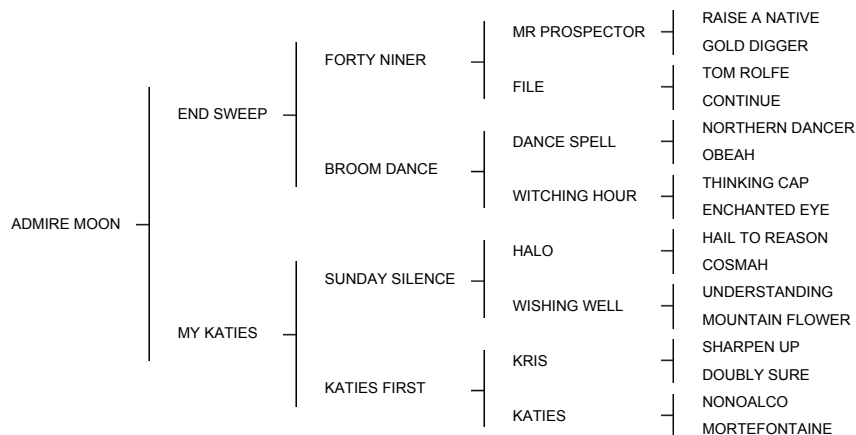 RAISE A NATIVE
MR PROSPECTOR
GOLD DIGGER
FORTY NINER
TOM ROLFE
FILE
CONTINUE
END SWEEP
NORTHERN DANCER
DANCE SPELL
OBEAH
BROOM DANCE
THINKING CAP
WITCHING HOUR
ENCHANTED EYE
ADMIRE MOON
HAIL TO REASON
HALO
COSMAH
SUNDAY SILENCE
UNDERSTANDING
WISHING WELL
MOUNTAIN FLOWER
MY KATIES
SHARPEN UP
KRIS
DOUBLY SURE
KATIES FIRST
NONOALCO
KATIES
MORTEFONTAINE